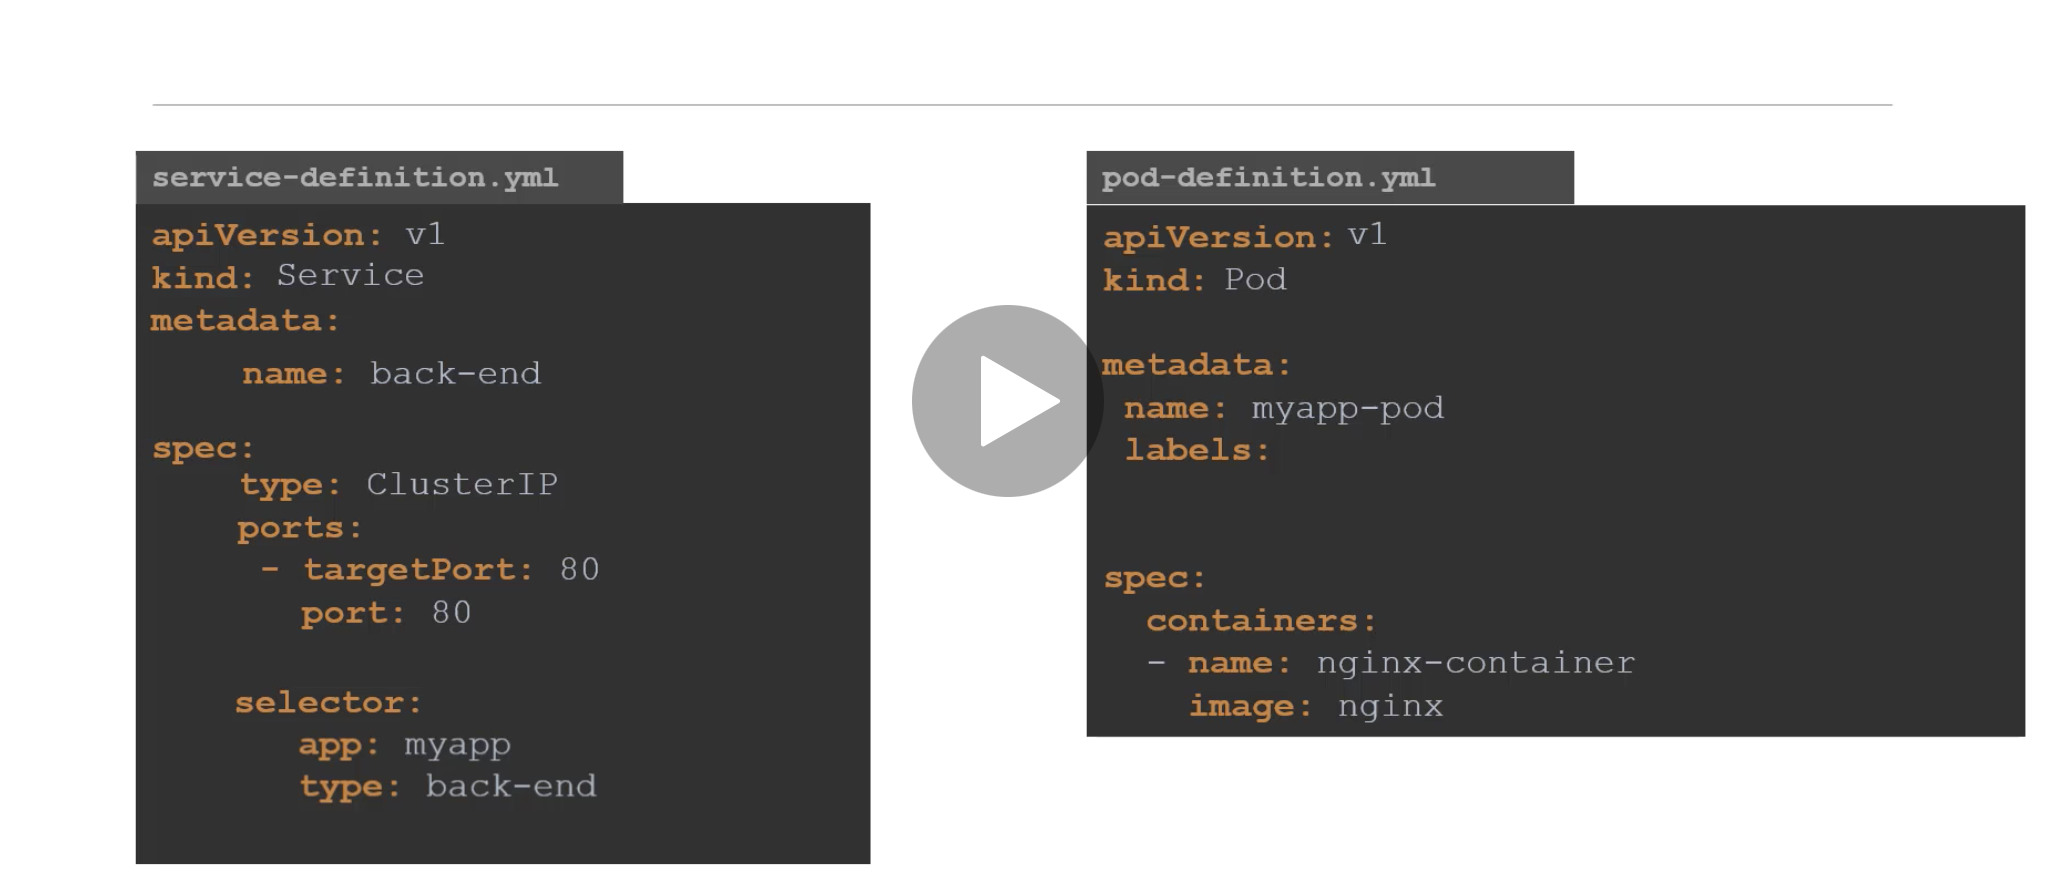 service-definition.yml
apiVersion: v1
kind: Service
metadata:
name: back-end
spec:
type: ClusterIP
ports:
- targetPort: 80
port: 80
selector:
app: myapp
type: back-end
pod-definition.yml
apiVersion: v1
kind: Pod
metadata:
name: myapp-pod
labels:
spec:
containers:
- name: nginx-container
image: nginx